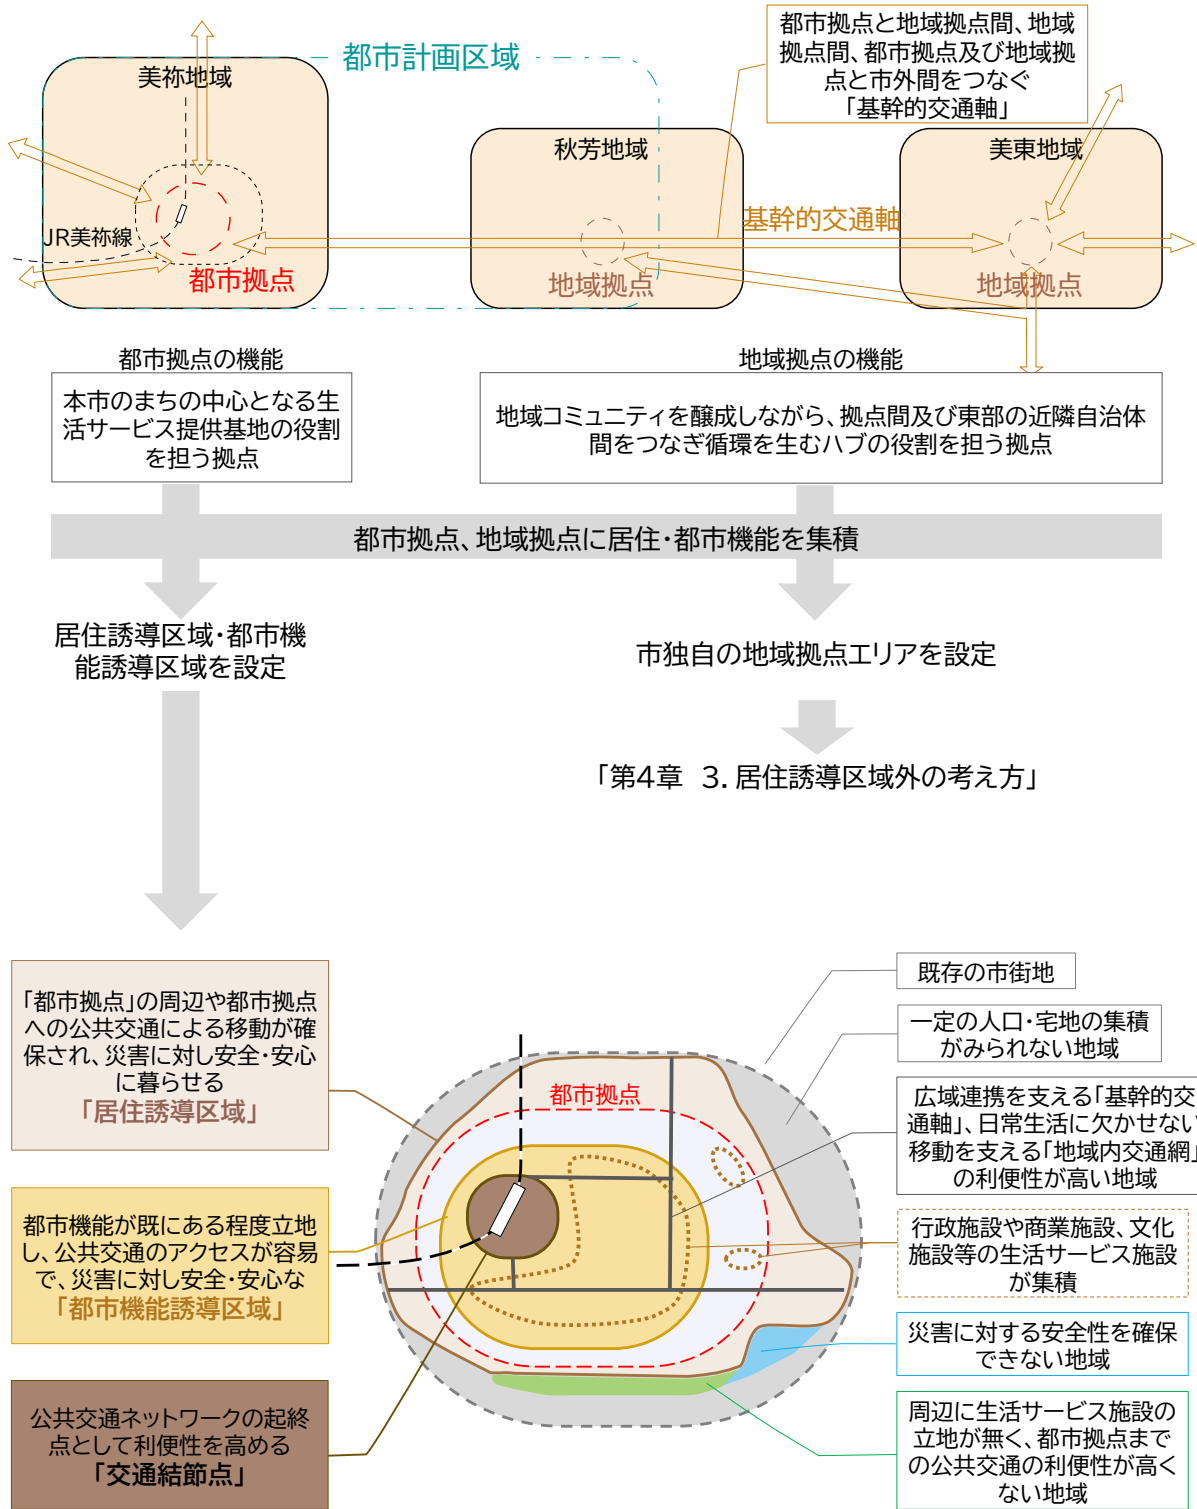 都市拠点と地域拠点間、地域
拠点間、都市拠点及び地域拠
点と市外間をつなぐ
「基幹的交通軸」
都市計画区域
美祢地域
秋芳地域
美東地域
基幹的交通軸
JR美祢線
都市拠点
地域拠点
地域拠点
都市拠点の機能
地域拠点の機能
本市のまちの中心となる生
活サービス提供基地の役割
を担う拠点
地域コミュニティを醸成しながら、拠点間及び東部の近隣自治体
間をつなぎ循環を生むハブの役割を担う拠点
都市拠点、地域拠点に居住・都市機能を集積
居住誘導区域・都市機
能誘導区域を設定
市独自の地域拠点エリアを設定
「第4章 3.居住誘導区域外の考え方」
「都市拠点」の周辺や都市拠点
への公共交通による移動が確
保され、災害に対し安全・安心
に暮らせる
「居住誘導区域」
都市機能が既にある程度立地
し、公共交通のアクセスが容易
で、災害に対し安全・安心な
「都市機能誘導区域」
公共交通ネットワークの起終
点として利便性を高める
「交通結節点」
都市拠点
既存の市街地
一定の人口・宅地の集積
がみられない地域
広域連携を支える「基幹的交
通軸」、日常生活に欠かせない
移動を支える「地域内交通網」
の利便性が高い地域
行政施設や商業施設、文化
施設等の生活サービス施設
が集積
災害に対する安全性を確保
できない地域
周辺に生活サービス施設の
立地が無く、都市拠点まで
の公共交通の利便性が高く
ない地域